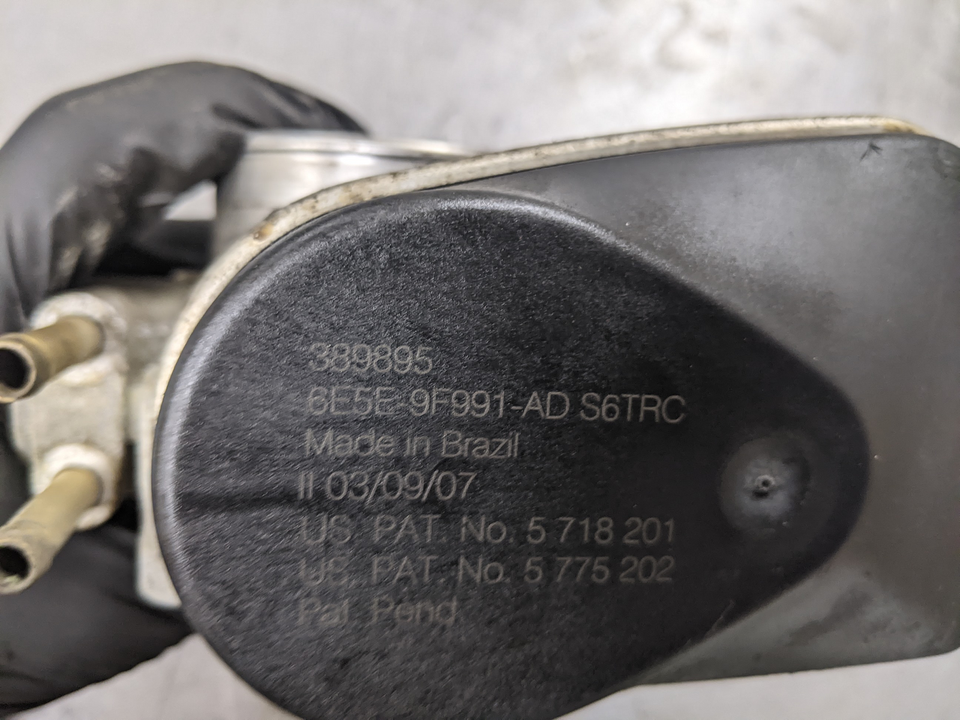 389895
6E5E-9F991-AD S6TRC
Made in Brazil
II 03/09/07
US. PAT. No. 5 718 201
US. PAT. No. 5 775 202
Pat. Pend